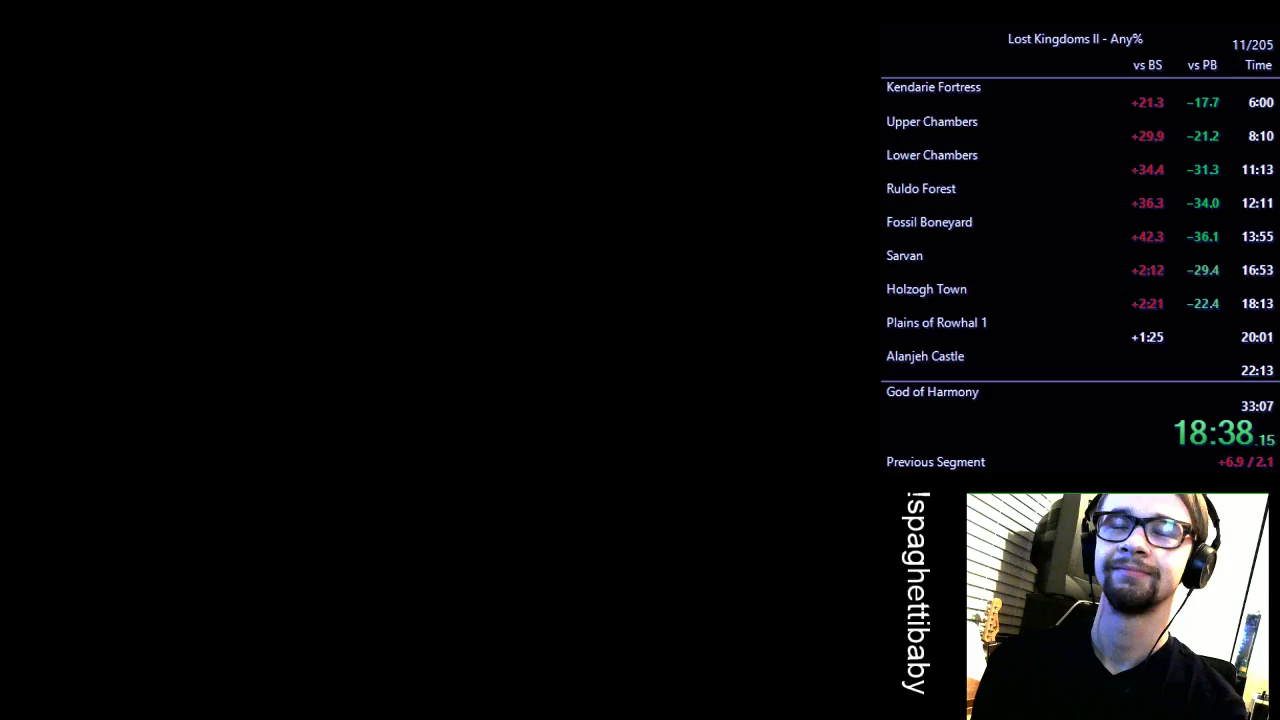 Lost Kingdoms II - Any%
11/205
vs BS vs PB Time
Kendarie Fortress
+21.3 −17.7 6:00
Upper Chambers
+29.9 −21.2 8:10
Lower Chambers
+34.4 −31.3 11:13
Ruldo Forest
+36.3 −34.0 12:11
Fossil Boneyard
+42.3 −36.1 13:55
Sarvan
+2:12 −29.4 16:53
Holzogh Town
+2:21 −22.4 18:13
Plains of Rowhal 1
+1:25 20:01
Alanjeh Castle
22:13
God of Harmony
33:07
18:38.15
Previous Segment +6.9 / 2.1
!spaghettibaby